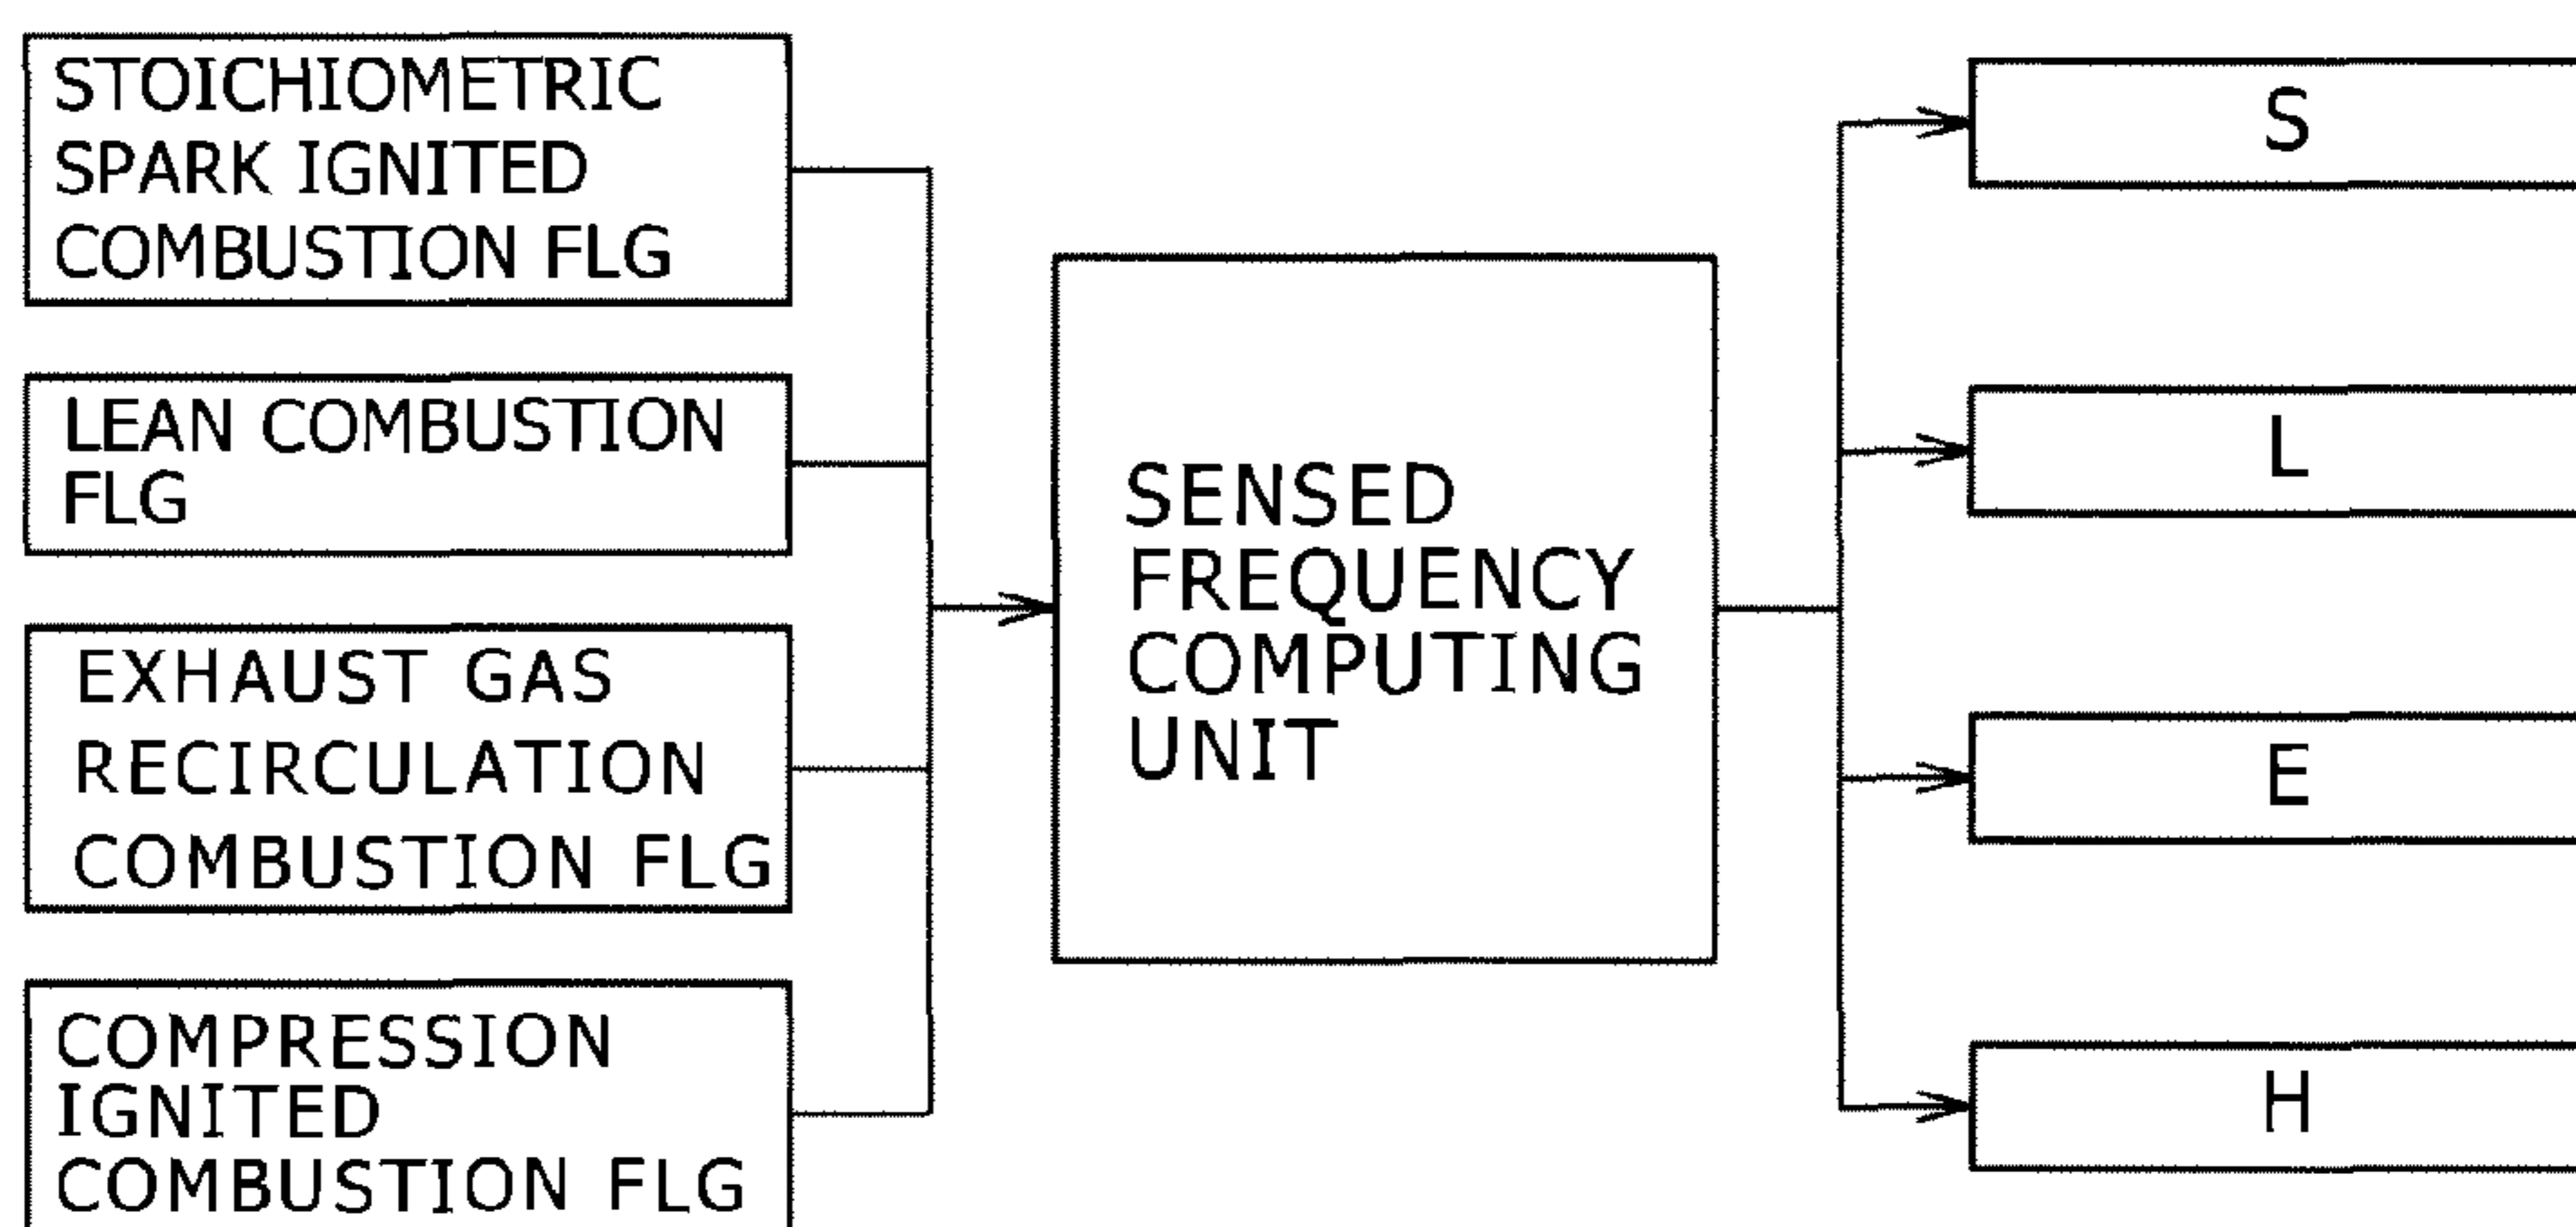 STOICHIOMETRIC
SPARK IGNITED
COMBUSTION FLG
LEAN COMBUSTION
FLG
EXHAUST GAS
RECIRCULATION
COMBUSTION FLG
COMPRESSION
IGNITED
COMBUSTION FLG
SENSED
FREQUENCY
COMPUTING
UNIT
S
L
E
H